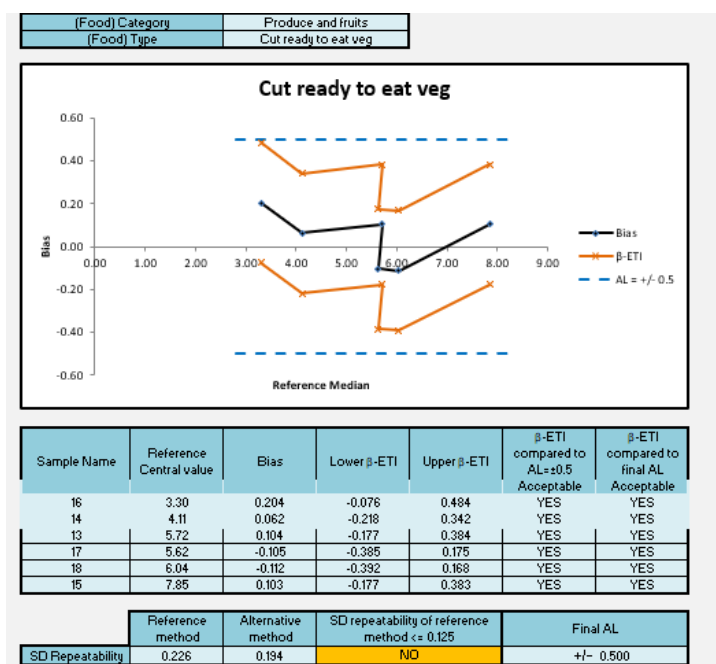 (Food) Category Produce and fruits
(Food) Type Cut ready to eat veg
Cut ready to eat veg
0.60
0.40
0.20
0.00
-0.20
-0.40
-0.60
Bias
0.00 1.00 2.00 3.00 4.00 5.00 6.00 7.00 8.00 9.00
Reference Median
Bias
β-ETI
AL = +/- 0.5
Sample Name Reference Central value Bias Lower β-ETI Upper β-ETI β-ETI compared to AL=±0.5 Acceptable β-ETI compared to final AL Acceptable
16 3.30 0.204 -0.076 0.484 YES YES
14 4.11 0.062 -0.218 0.342 YES YES
13 5.72 0.104 -0.177 0.384 YES YES
17 5.62 -0.105 -0.385 0.175 YES YES
18 6.04 -0.112 -0.392 0.168 YES YES
15 7.85 0.103 -0.177 0.383 YES YES
Reference method Alternative method SD repeatability of reference method <= 0.125 Final AL
SD Repeatability 0.226 0.194 NO +/- 0.500